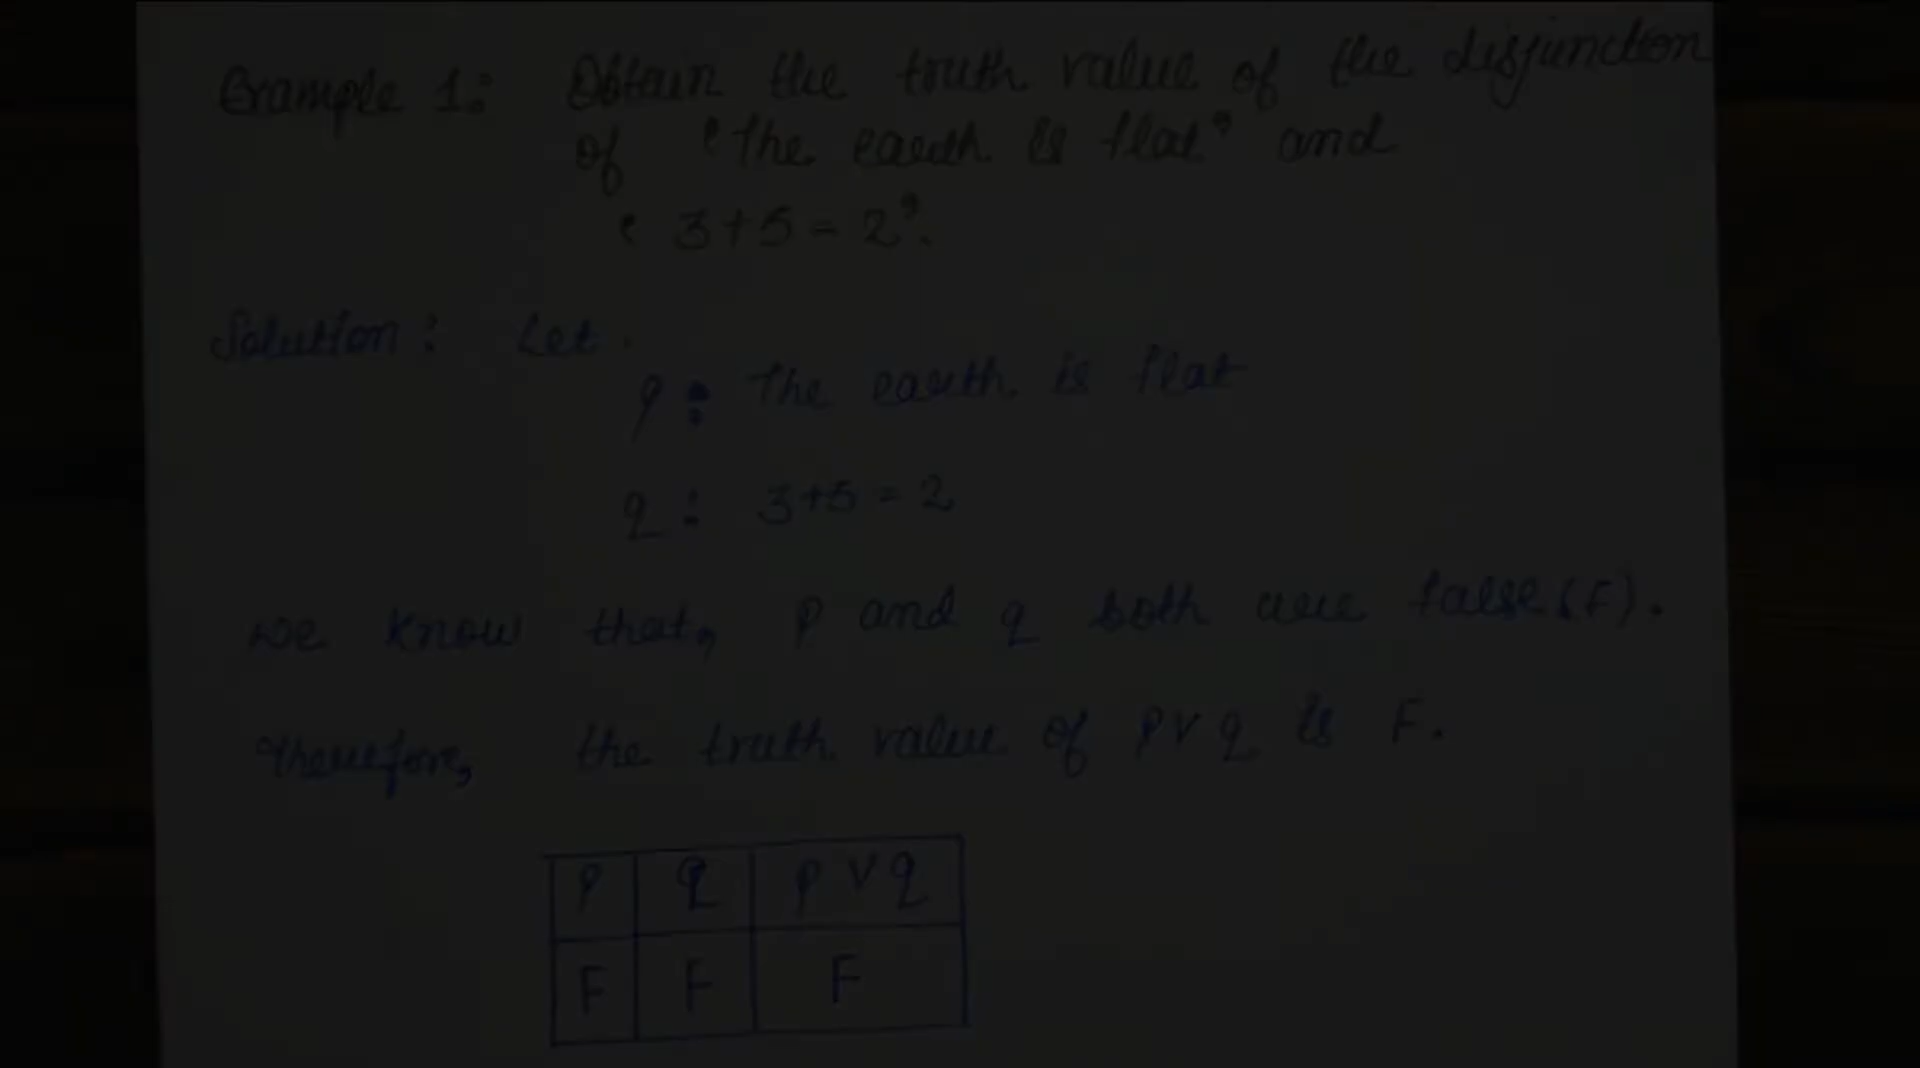 Example 1: Obtain the truth value of the disjunction
of 'The earth is flat' and
'3+5=2'.
Solution: Let.
p: The earth is flat
q: 3+5=2
we know that, p and q both are false(F).
Therefore, the truth value of p∨q is F.
p q p∨q
F F F